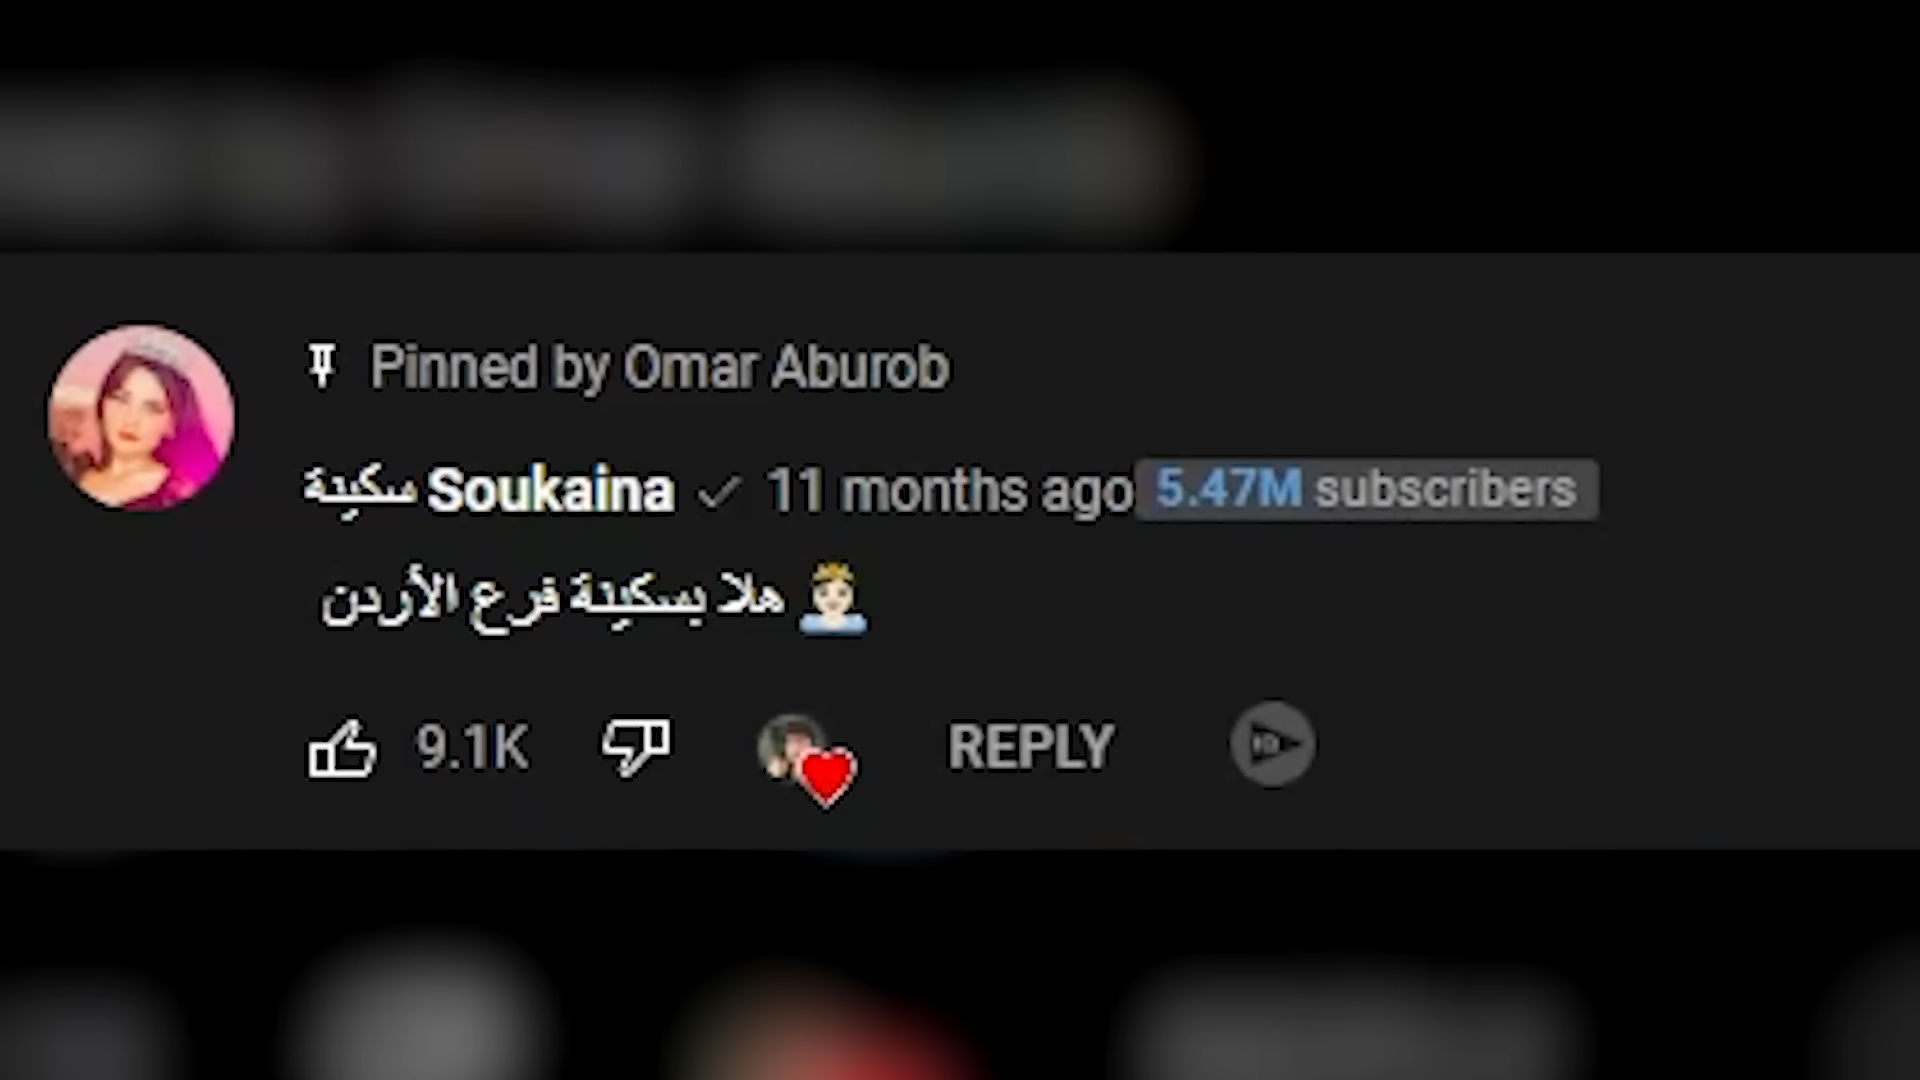 Pinned by Omar Aburob
سكينة Soukaina 11 months ago 5.47M subscribers
هلا بسكينة فرع الأردن 👸🏻
9.1K REPLY